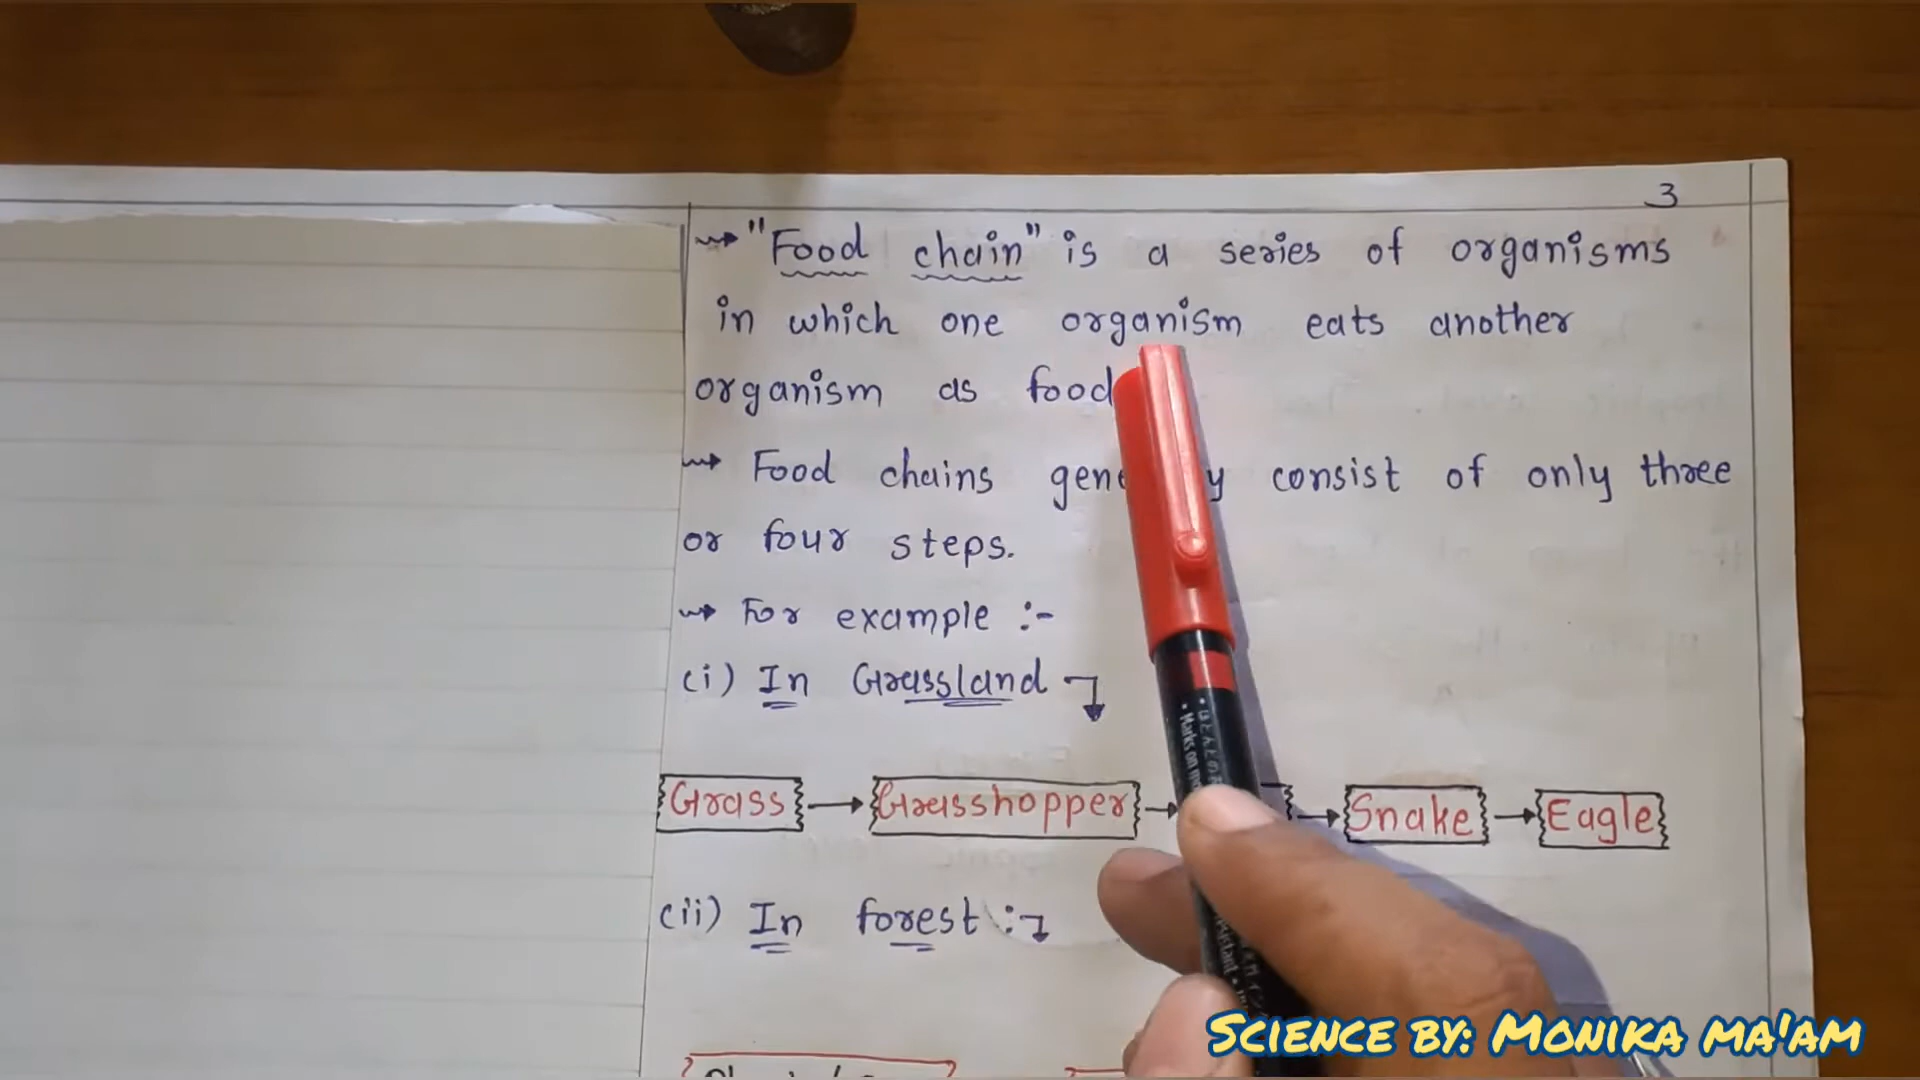 3
"Food chain" is a series of organisms
in which one organism eats another
organism as food
Food chains consist of only three
or four steps.
For example :-
(i) In Grassland
Grass → Grasshopper → → Snake → Eagle
(ii) In forest :
Marks on
SCIENCE BY: MONIKA MA'AM